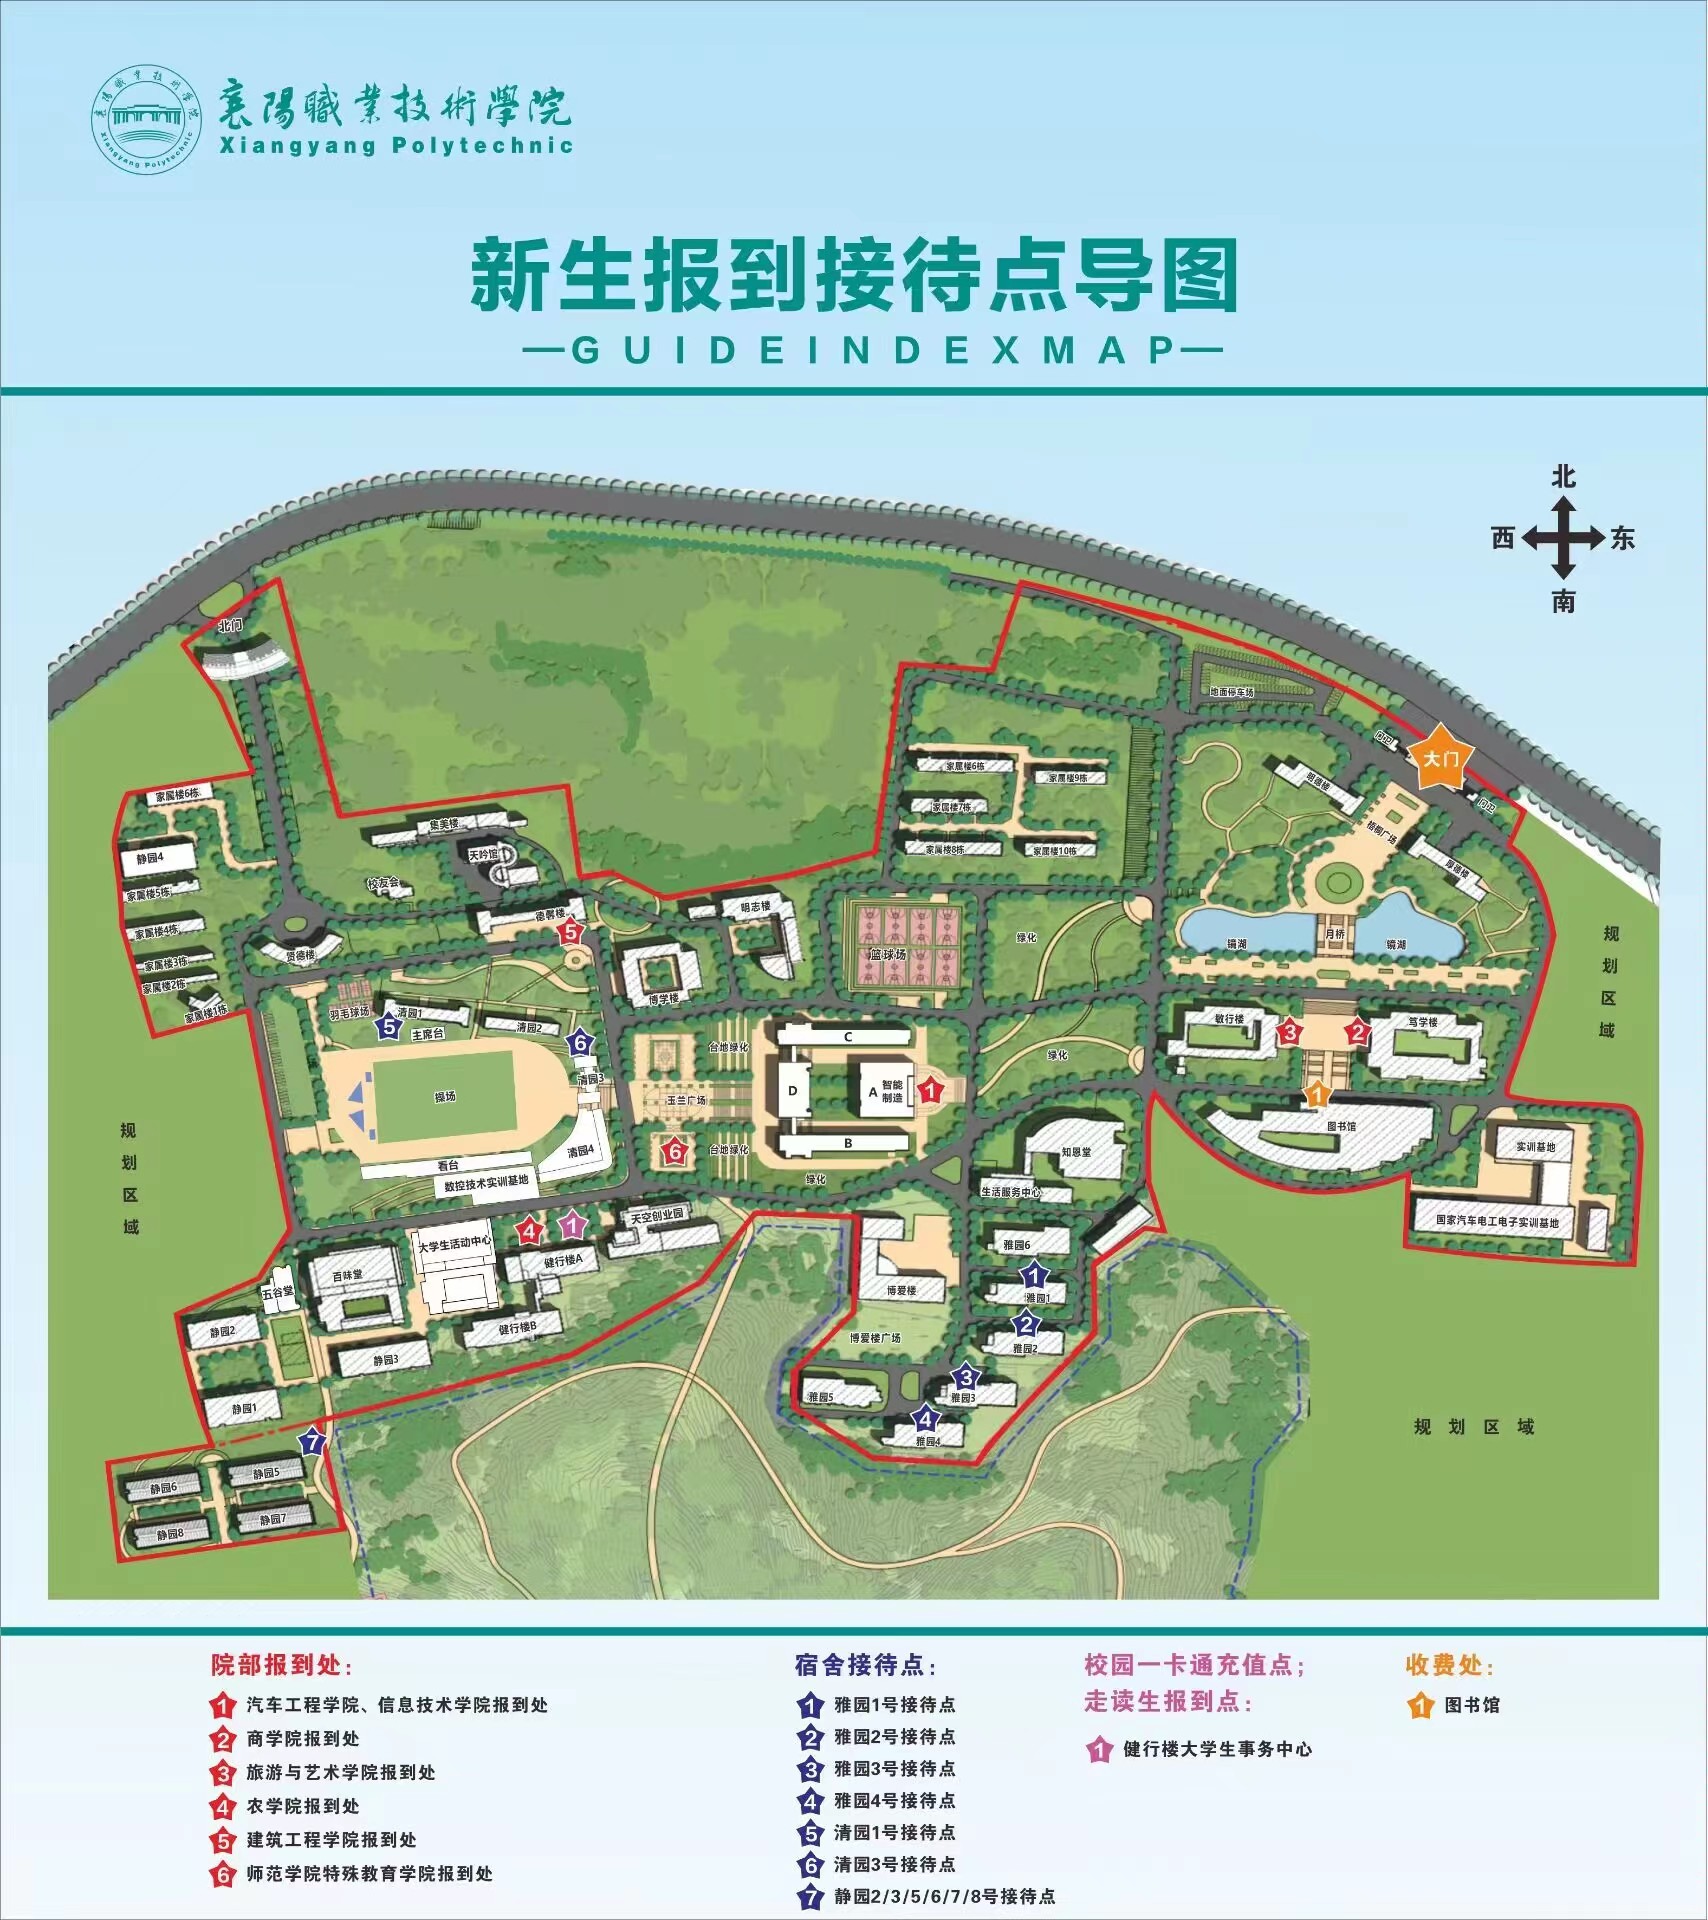 襄陽職業技術學院
Xiangyang Polytechnic
襄陽職業技術學院
Xiangyang Polytechnic
新生报到接待点导图
—GUIDEINDEXMAP—
北
西 东
南
北门
地面停车场
门卫
大门
门卫
家属楼6栋
家属楼9栋
家属楼7栋
家属楼8栋
家属楼10栋
明德楼
梧桐广场
厚德楼
家属楼6栋
静园4
家属楼5栋
家属楼4栋
家属楼3栋
家属楼2栋
家属楼1栋
集美楼
天吟馆
校友会
德馨楼
5
贤德楼
明志楼
博学楼
篮球场
绿化
镜湖
月桥
镜湖
规划区域
羽毛球场
清园1
5
主席台
清园2
6
清园3
操场
清园4
看台
数控技术实训基地
台地绿化
玉兰广场
台地绿化
6
C
D
A
智能制造
1
B
绿化
绿化
敏行楼
3
2
笃学楼
1
图书馆
实训基地
国家汽车电工电子实训基地
规划区域
知恩堂
生活服务中心
天空创业园
4
1
大学生活动中心
健行楼A
健行楼B
百味堂
五谷堂
静园2
静园3
静园1
7
静园5
静园6
静园7
静园8
博爱楼
博爱楼广场
雅园6
1
雅园1
2
雅园2
3
雅园3
雅园5
4
雅园4
规划区域
院部报到处:
1 汽车工程学院、信息技术学院报到处
2 商学院报到处
3 旅游与艺术学院报到处
4 农学院报到处
5 建筑工程学院报到处
6 师范学院特殊教育学院报到处
宿舍接待点:
1 雅园1号接待点
2 雅园2号接待点
3 雅园3号接待点
4 雅园4号接待点
5 清园1号接待点
6 清园3号接待点
7 静园2/3/5/6/7/8号接待点
校园一卡通充值点;
走读生报到点:
1 健行楼大学生事务中心
收费处:
1 图书馆